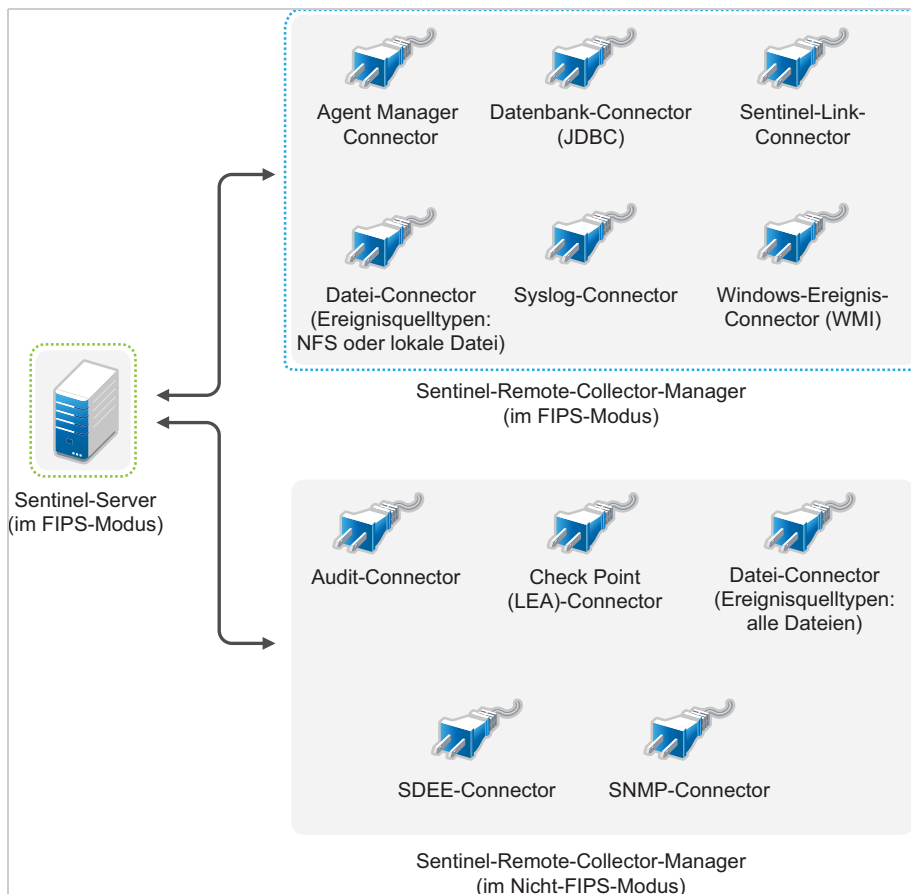 Agent Manager
Connector
Datenbank-Connector
(JDBC)
Sentinel-Link-
Connector
Datei-Connector
(Ereignisquelltypen:
NFS oder lokale Datei)
Syslog-Connector
Windows-Ereignis-
Connector (WMI)
Sentinel-Remote-Collector-Manager
(im FIPS-Modus)
Sentinel-Server
(im FIPS-Modus)
Audit-Connector
Check Point
(LEA)-Connector
Datei-Connector
(Ereignisquelltypen:
alle Dateien)
SDEE-Connector
SNMP-Connector
Sentinel-Remote-Collector-Manager
(im Nicht-FIPS-Modus)